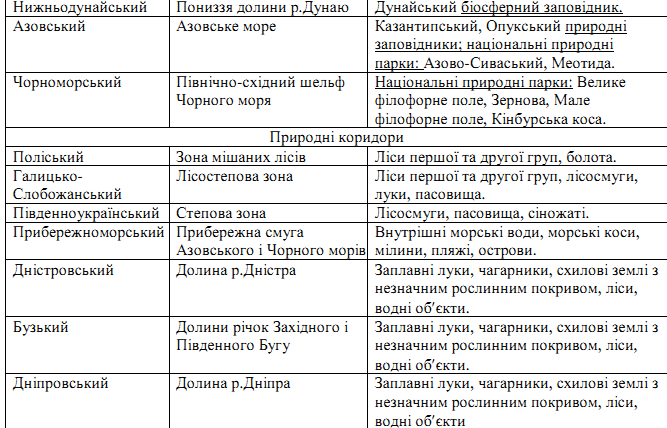 Нижньодунайський Пониззя долини р.Дунаю Дунайський біосферний заповідник.
Азовський Азовське море Казантипський, Опукський природні
заповідники; національні природні
парки: Азово-Сиваський, Меотида.
Чорноморський Північно-східний шельф Національні природні парки: Велике
Чорного моря філофорне поле, Зернова, Мале
філофорне поле, Кінбурська коса.
Природні коридори
Поліський Зона мішаних лісів Ліси першої та другої груп, болота.
Галицько- Лісостепова зона Ліси першої та другої груп, лісосмуги,
Слобожанський луки, пасовища.
Південноукраїнський Степова зона Лісосмуги, пасовища, сіножаті.
Прибережноморський Прибережна смуга Внутрішні морські води, морські коси,
Азовського і Чорного морів мілини, пляжі, острови.
Дністровський Долина р.Дністра Заплавні луки, чагарники, схилові землі з
незначним рослинним покривом, ліси,
водні об'єкти.
Бузький Долини річок Західного і Заплавні луки, чагарники, схилові землі з
Південного Бугу незначним рослинним покривом, ліси,
водні об'єкти.
Дніпровський Долина р.Дніпра Заплавні луки, чагарники, схилові землі з
незначним рослинним покривом, ліси,
водні об'єкти